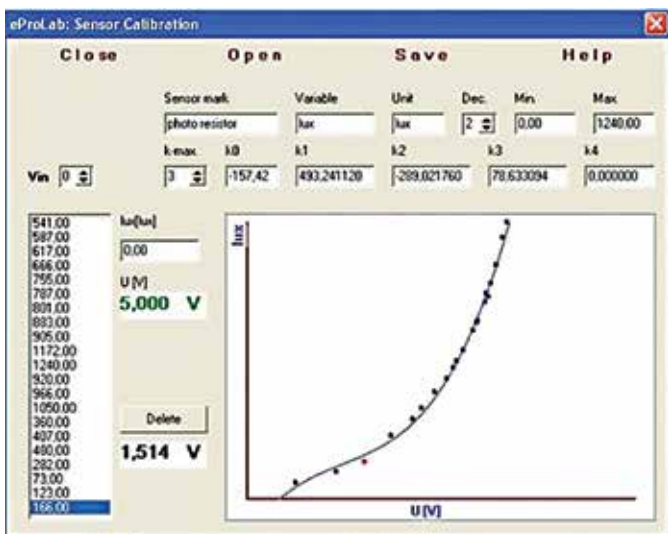 eProLab: Sensor Calibration
Close Open Save Help
Sensor mark Variable Unit Dec. Min. Max
photo resistor lux lux 2 0,00 1240,00
k-max k0 k1 k2 k3 k4
Vin 0 3 -157,42 493,241120 -289,021760 78,633094 0,000000
541,00
587,00
617,00
666,00
755,00
787,00
801,00
883,00
905,00
1172,00
1240,00
920,00
966,00
1050,00
360,00
407,00
480,00
282,00
73,00
123,00
166,00
lux[lux]
0,00
U [V]
5,000 V
Delete
1,514 V
lux
U [V]